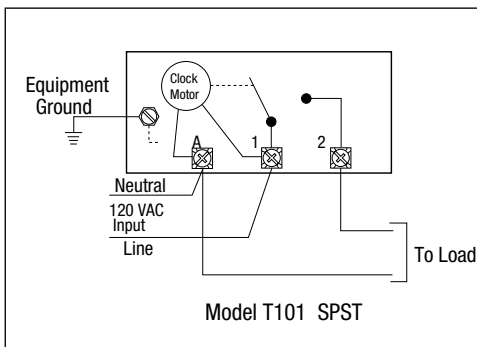 Equipment
Ground
Clock
Motor
A
1
2
Neutral
120 VAC
Input
Line
To Load
Model T101 SPST